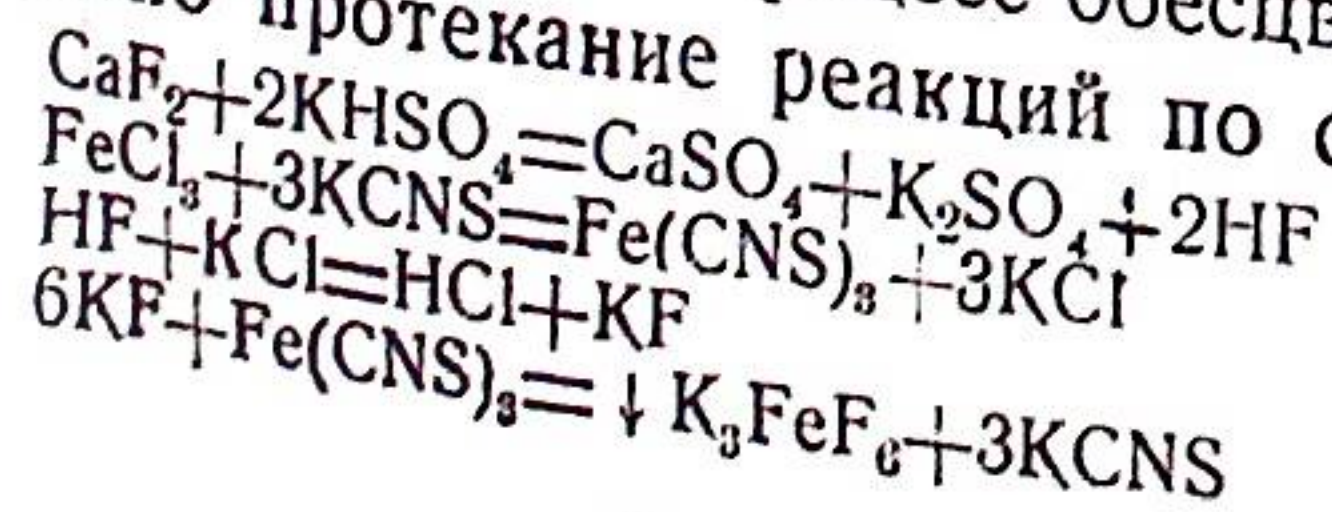 протекание реакций по
CaF₂+2KHSO₄=CaSO₄+K₂SO₄+2HF
FeCl₃+3KCNS=Fe(CNS)₃+3KCl
HF+KCl=HCl+KF
6KF+Fe(CNS)₃=↓K₃FeF₆+3KCNS